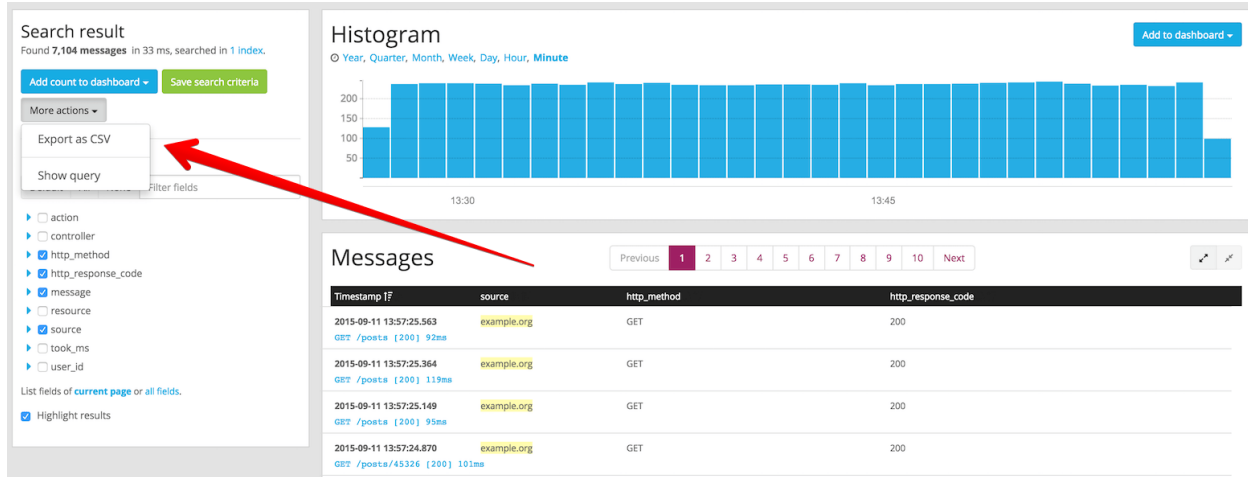 Search result
Found 7,104 messages in 33 ms, searched in 1 index.
Add count to dashboard
Save search criteria
More actions
Export as CSV
Show query
Filter fields
action
controller
http_method
http_response_code
message
resource
source
took_ms
user_id
List fields of current page or all fields.
Highlight results
Histogram
Add to dashboard
Year, Quarter, Month, Week, Day, Hour, Minute
200
150
100
50
13:30
13:45
Messages
Previous 1 2 3 4 5 6 7 8 9 10 Next
Timestamp source http_method http_response_code
2015-09-11 13:57:25.563 example.org GET 200
GET /posts [200] 92ms
2015-09-11 13:57:25.364 example.org GET 200
GET /posts [200] 119ms
2015-09-11 13:57:25.149 example.org GET 200
GET /posts [200] 95ms
2015-09-11 13:57:24.870 example.org GET 200
GET /posts/45326 [200] 101ms